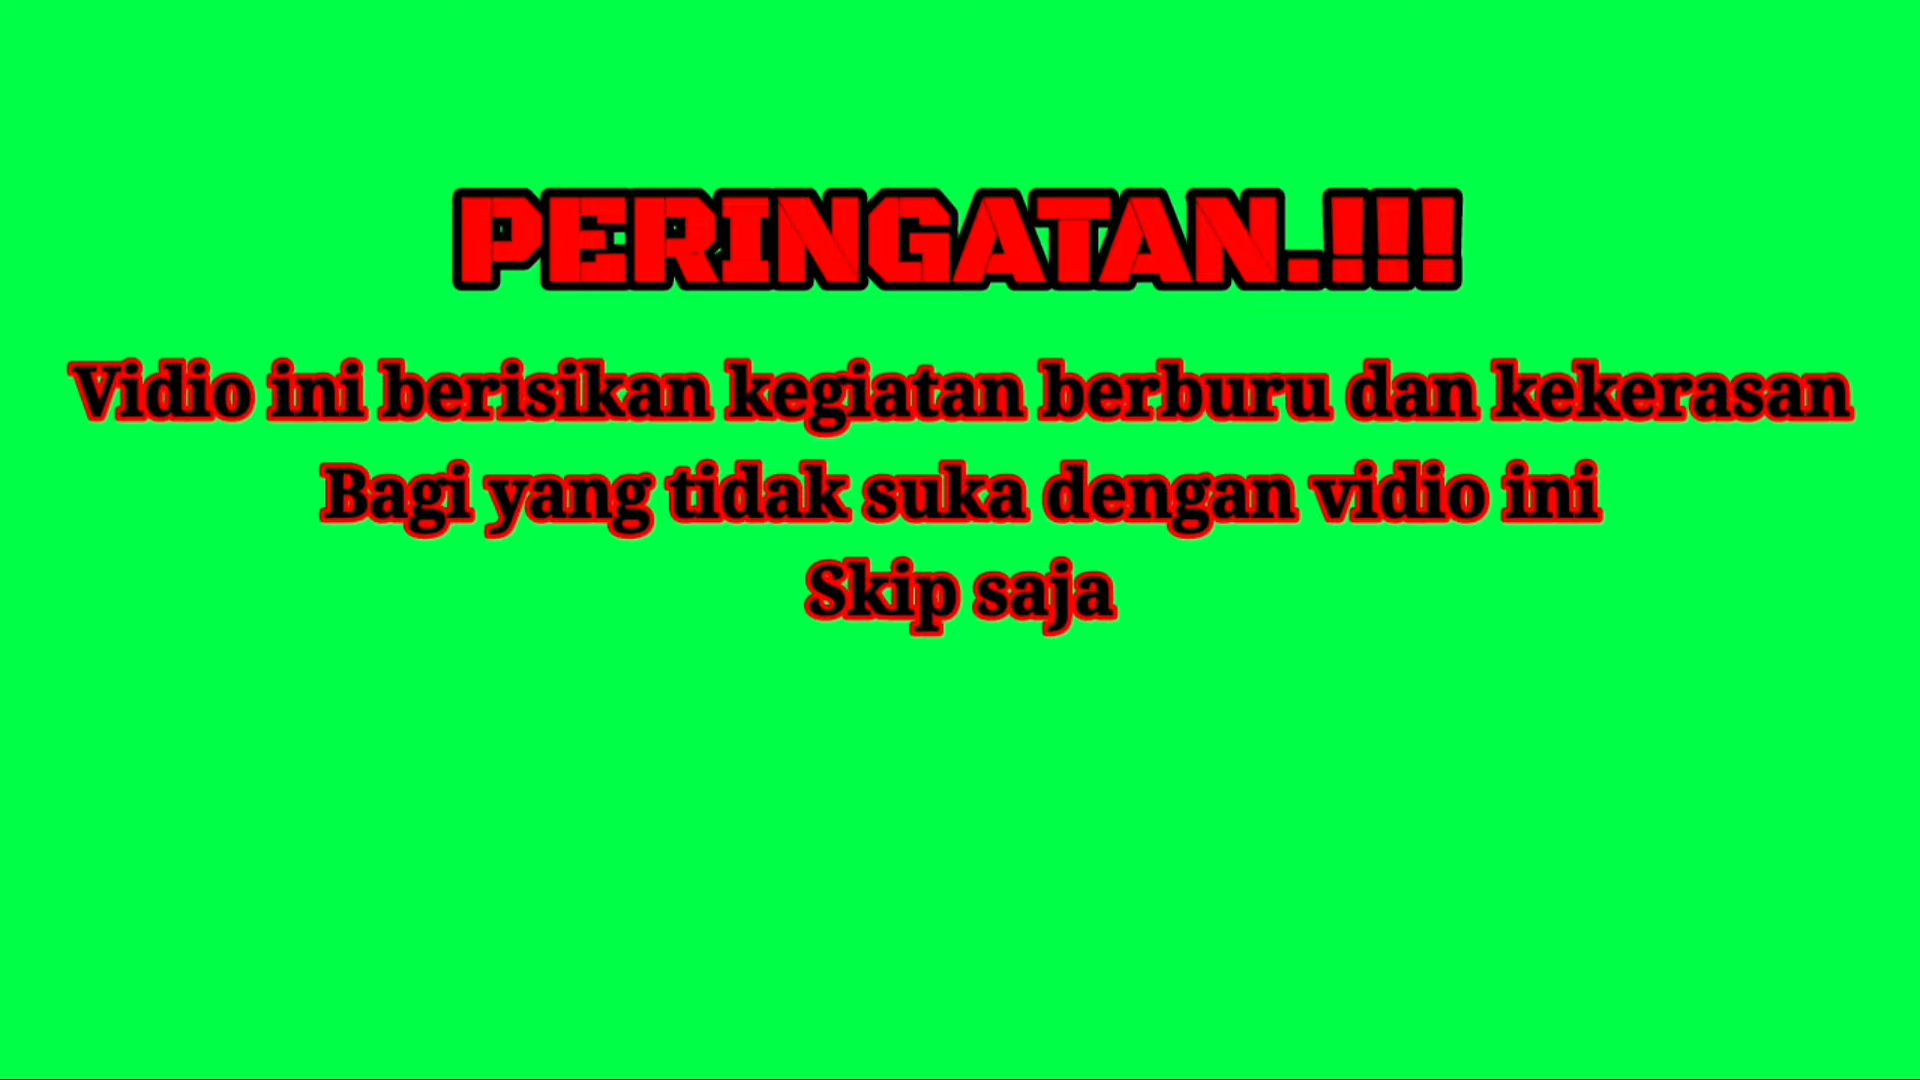 PERINGATAN.!!!
Vidio ini berisikan kegiatan berburu dan kekerasan
Bagi yang tidak suka dengan vidio ini
Skip saja